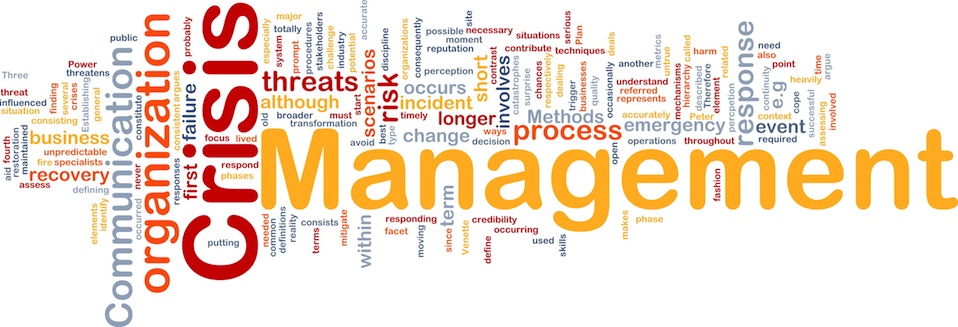 Three
threat
influenced
situation
finding
several
crises
general
Establishing
Power
threatens
public
consisting
business
unpredictable
fire specialists
recovery
assess
defining
aid
fourth
restoration
maintained
elements
identify
Communication
occurred
never
constitute
organization
responses
consistent
argues
first
failure
probably
Crisis
putting
focus
lived
respond
phases
Management
especially
major
totally
system
prompt
threats
although
old
broader
must
transformation
start
challenge
procedures
stakeholders
industry
potential
accurate
discipline
scenarios
avoid
best
type
risk
organizations
consequently
possible
moment
reputation
perception
occurs
incident
timely
longer
change
ways
decision
necessary
site
short
contrast
situations
contribute
involves
catastrophes
surprise
serious
Plan
techniques
chances
respectively
dealing
trigger
businesses
quality
deals
occasionally
Methods
process
open
operations
another
metrics
untrue
understand
referred
represents
accurately
emergency
throughout
mechanisms
hierarchy
called
Peter
described
Therefore
element
harm
term
related
perception
response
need
also
point
continuity
e.g
context
event
required
scope
heavily
time
argue
successful
assessing
involved
needed
common
definitions
reality
terms
consists
mitigate
within
facet
responding
moving
since
term
Venette
define
credibility
occurring
used
skills
makes
phase
fashion